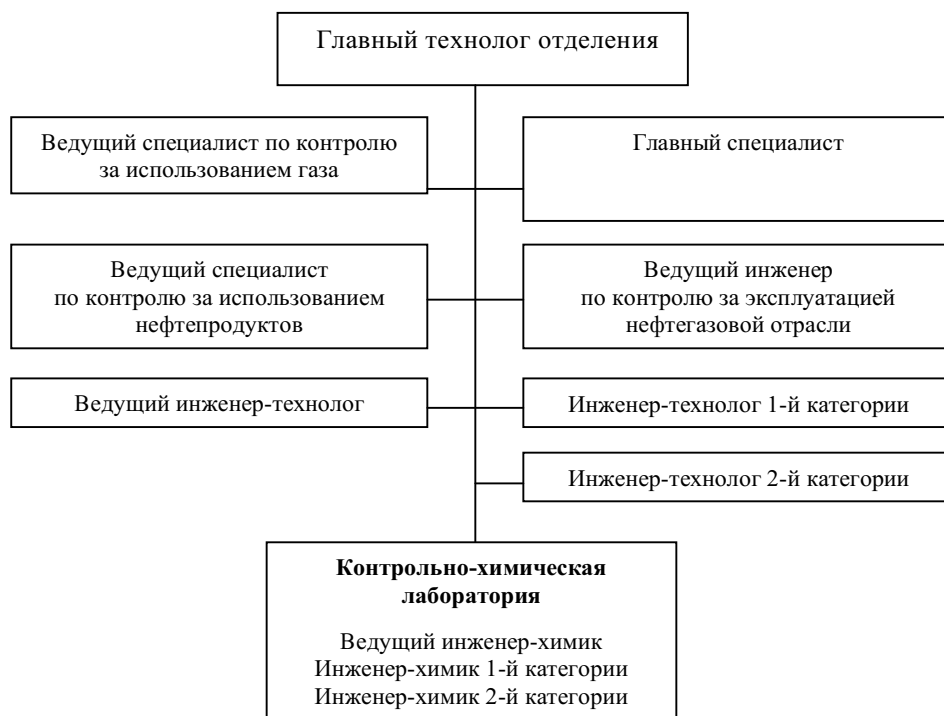 Главный технолог отделения
Ведущий специалист по контролю
за использованием газа
Главный специалист
Ведущий специалист
по контролю за использованием
нефтепродуктов
Ведущий инженер
по контролю за эксплуатацией
нефтегазовой отрасли
Ведущий инженер-технолог
Инженер-технолог 1-й категории
Инженер-технолог 2-й категории
Контрольно-химическая
лаборатория
Ведущий инженер-химик
Инженер-химик 1-й категории
Инженер-химик 2-й категории